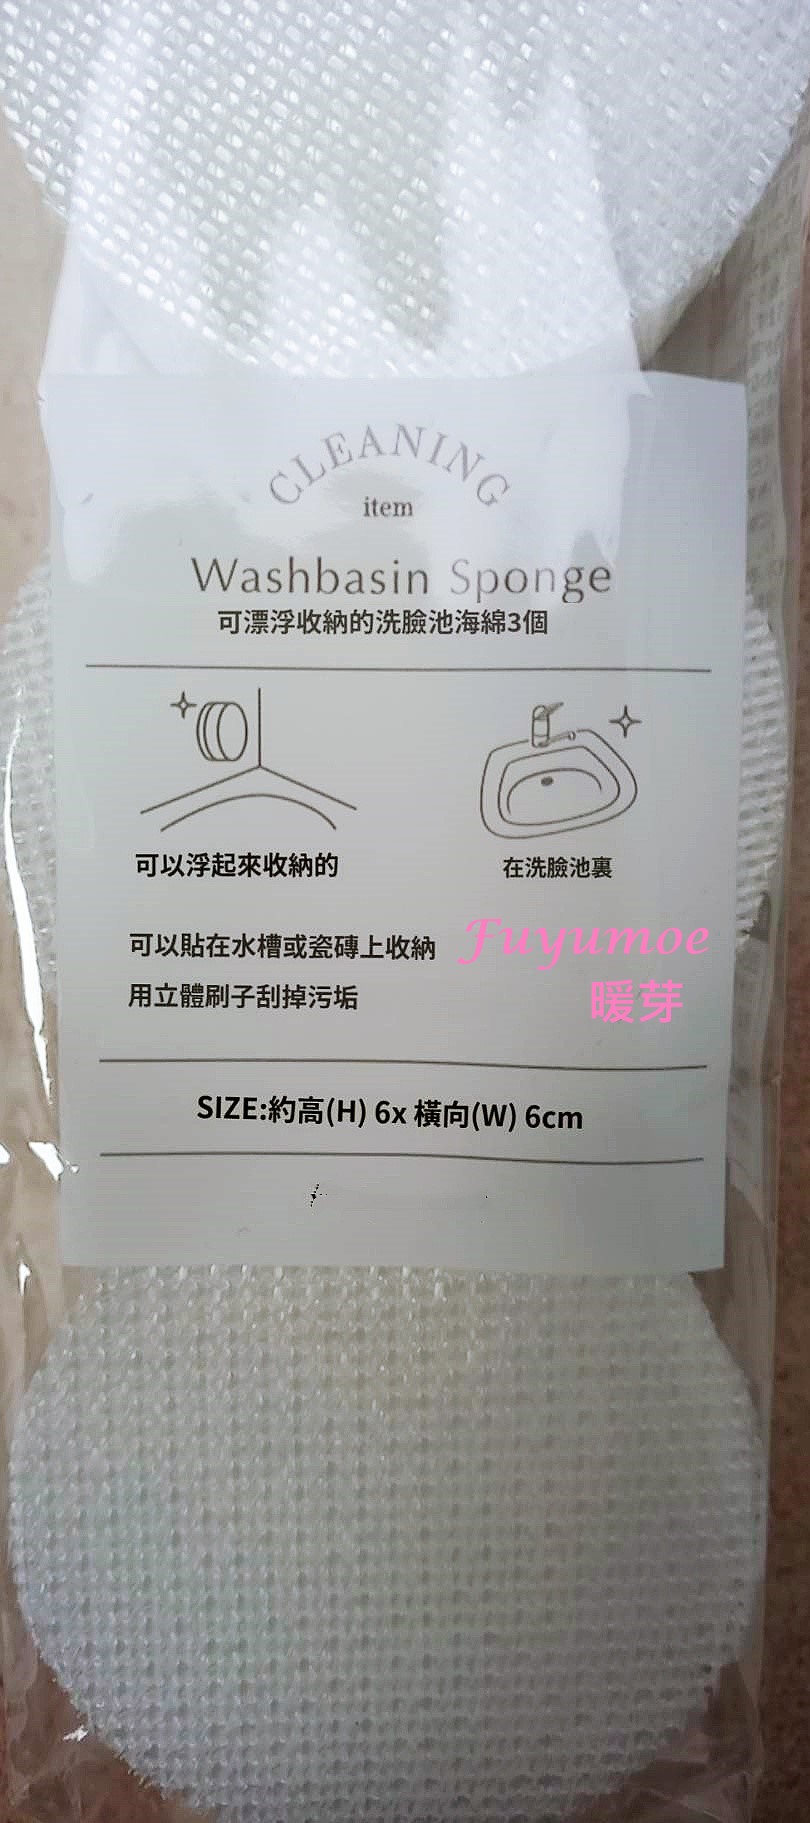 CLEANING
item
Washbasin Sponge
可漂浮收納的洗臉池海綿3個
可以浮起來收納的
在洗臉池裏
可以貼在水槽或瓷磚上收納
用立體刷子刮掉污垢
Fuyumoe
暖芽
SIZE:約高(H) 6x 橫向(W) 6cm